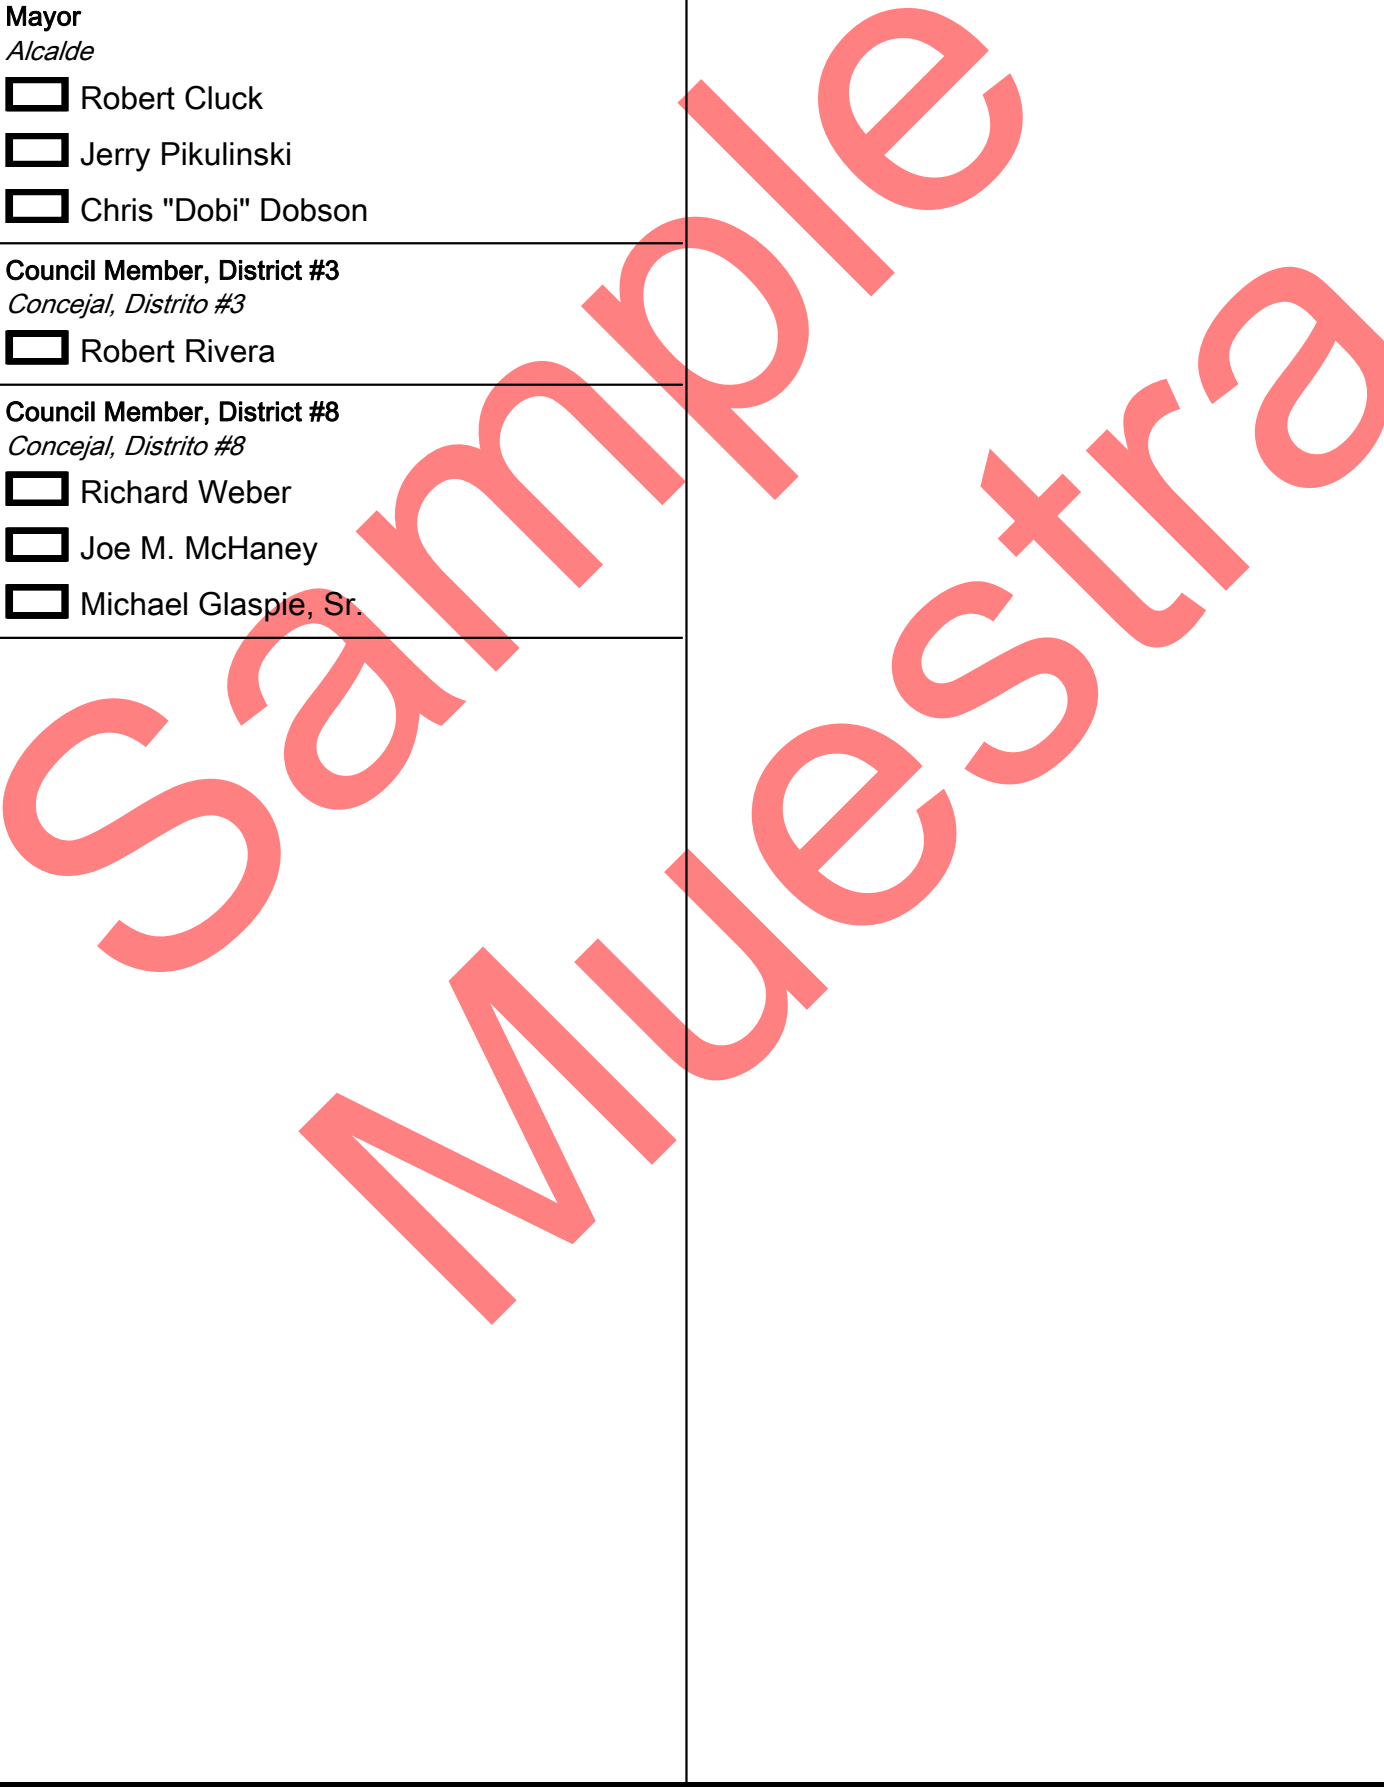 Mayor
Alcalde
Robert Cluck
Jerry Pikulinski
Chris "Dobi" Dobson
Council Member, District #3
Concejal, Distrito #3
Robert Rivera
Council Member, District #8
Concejal, Distrito #8
Richard Weber
Joe M. McHaney
Michael Glaspie, Sr.
Sample
Muestra